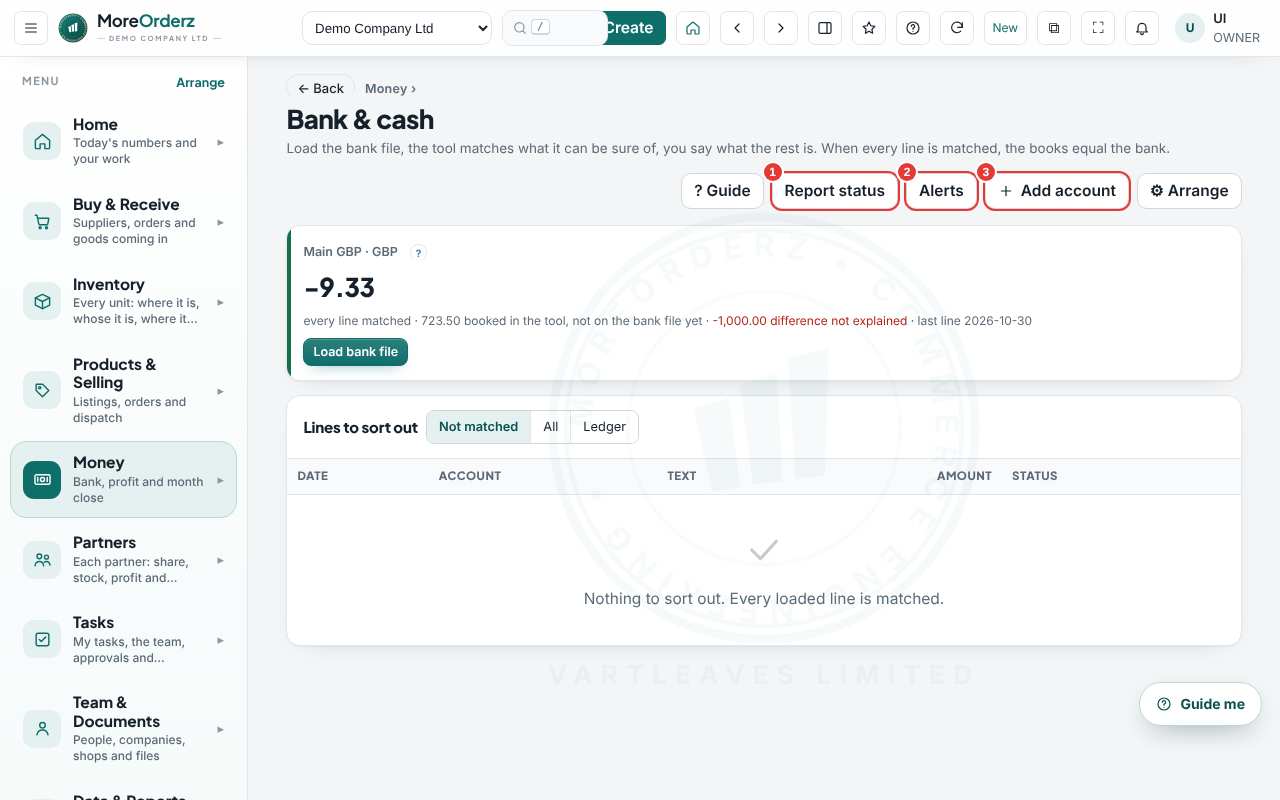 MoreOrderz
— DEMO COMPANY LTD —
Demo Company Ltd
/
Create
New
U
UI
OWNER
MENU
Arrange
Home
Today's numbers and
your work
Buy & Receive
Suppliers, orders and
goods coming in
Inventory
Every unit: where it is,
whose it is, where it...
Products &
Selling
Listings, orders and
dispatch
Money
Bank, profit and month
close
Partners
Each partner: share,
stock, profit and...
Tasks
My tasks, the team,
approvals and...
Team &
Documents
People, companies,
shops and files
Data & Reports
← Back
Money ›
Bank & cash
Load the bank file, the tool matches what it can be sure of, you say what the rest is. When every line is matched, the books equal the bank.
? Guide
1
Report status
2
Alerts
3
+ Add account
⚙ Arrange
Main GBP · GBP
?
−9.33
every line matched · 723.50 booked in the tool, not on the bank file yet · -1,000.00 difference not explained · last line 2026-10-30
Load bank file
Lines to sort out
Not matched
All
Ledger
DATE
ACCOUNT
TEXT
AMOUNT
STATUS
Nothing to sort out. Every loaded line is matched.
VARTLEAVES LIMITED
Guide me